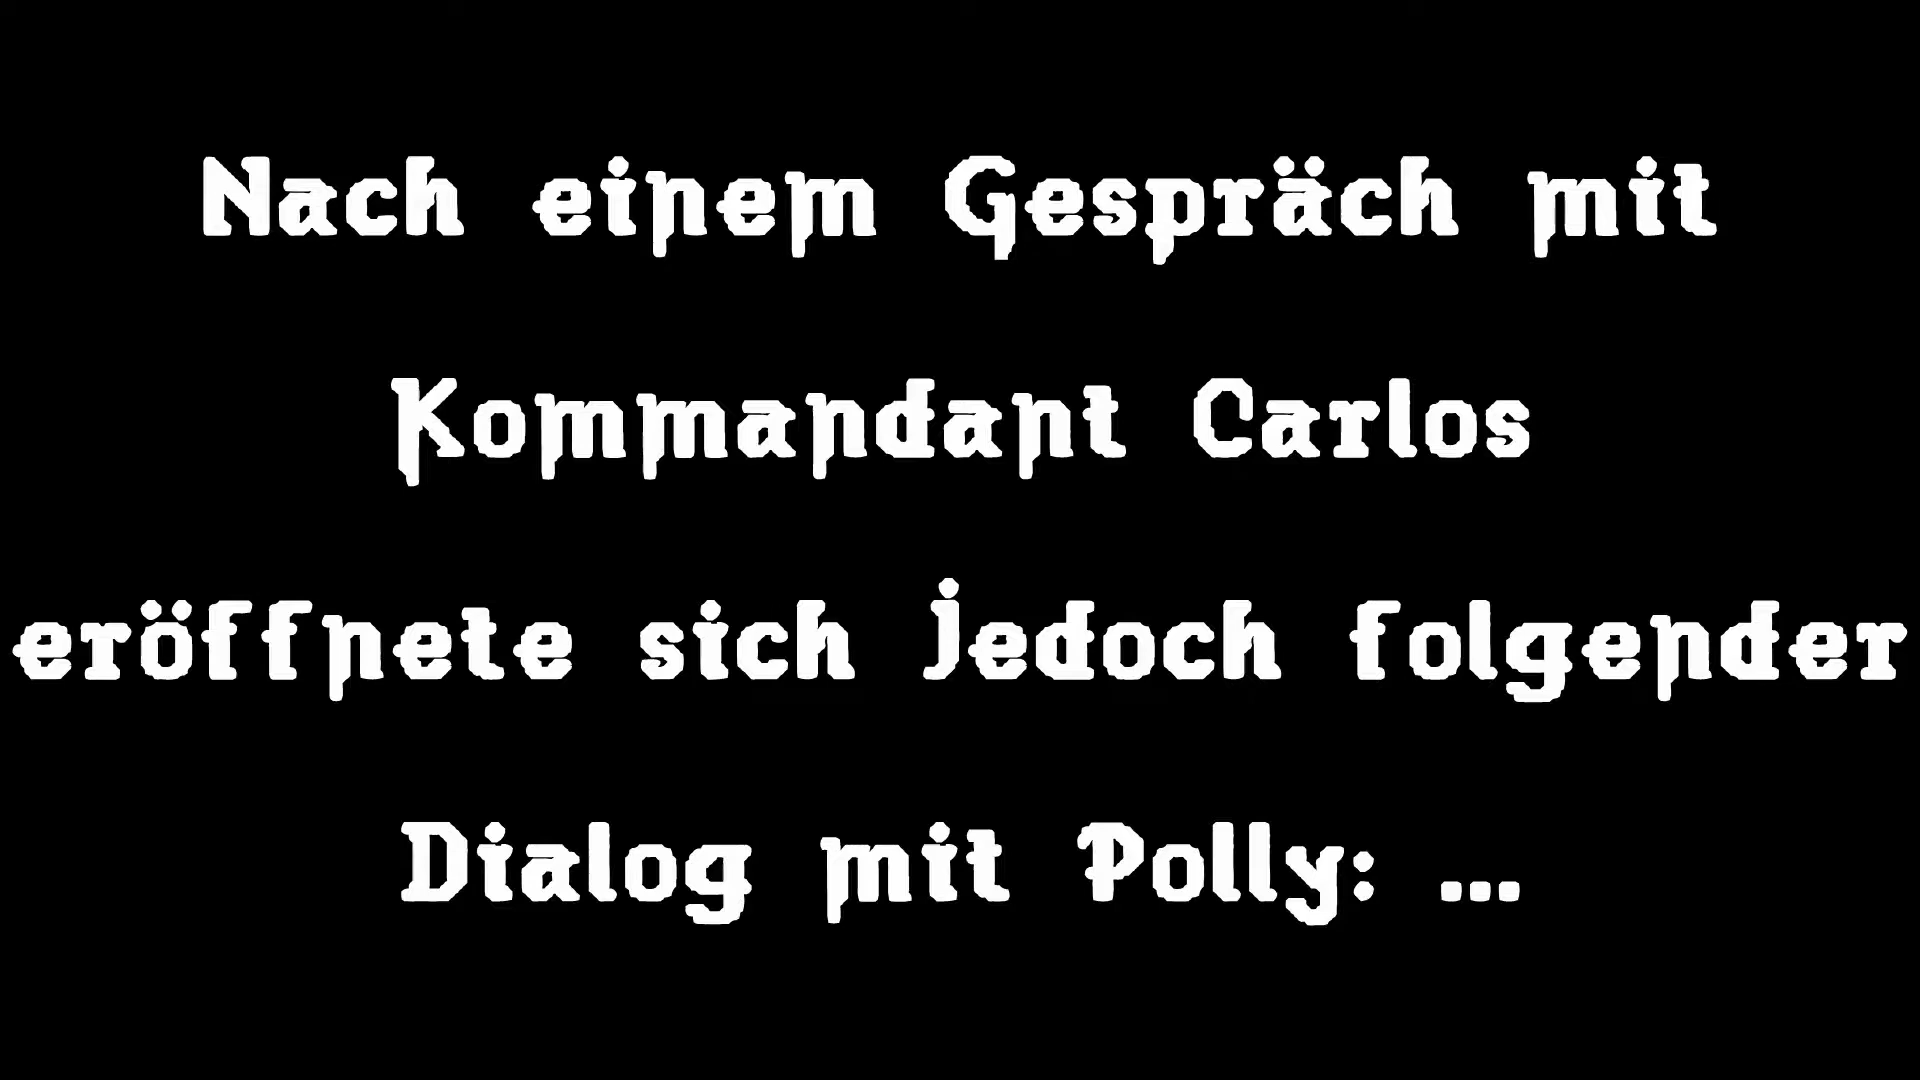 Nach einem Gespräch mit
Kommandant Carlos
eröffnete sich jedoch folgender
Dialog mit Polly: ...